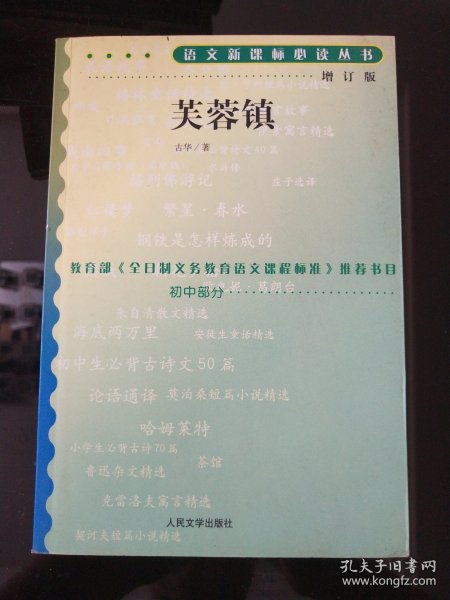 语文新课标必读丛书
增订版
芙蓉镇
古华／著
格列佛游记
庄子选译
红楼梦 繁星·春水
钢铁是怎样炼成的
教育部《全日制义务教育语文课程标准》推荐书目
初中部分
朱自清散文精选
海底两万里 安徒生童话精选
初中生必背古诗文50篇
论语通译 莫泊桑短篇小说精选
哈姆莱特
小学生必背古诗70篇
茶馆
鲁迅杂文精选
克雷洛夫寓言精选
人民文学出版社
契诃夫短篇小说精选
孔夫子旧书网
www.kongfz.com